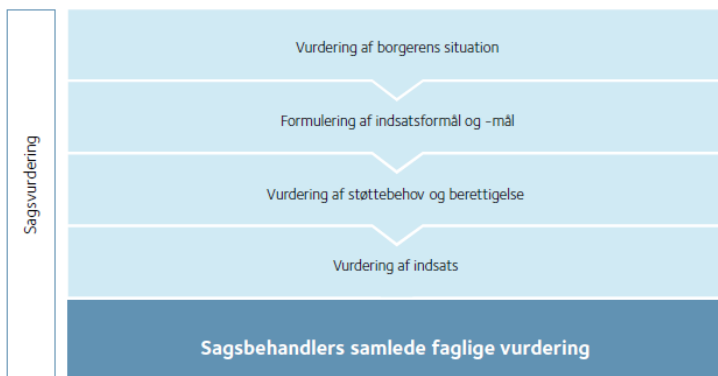 Sagsvurdering
Vurdering af borgerens situation
Formulering af indsatsformål og -mål
Vurdering af støttebehov og berettigelse
Vurdering af indsats
Sagsbehandlers samlede faglige vurdering